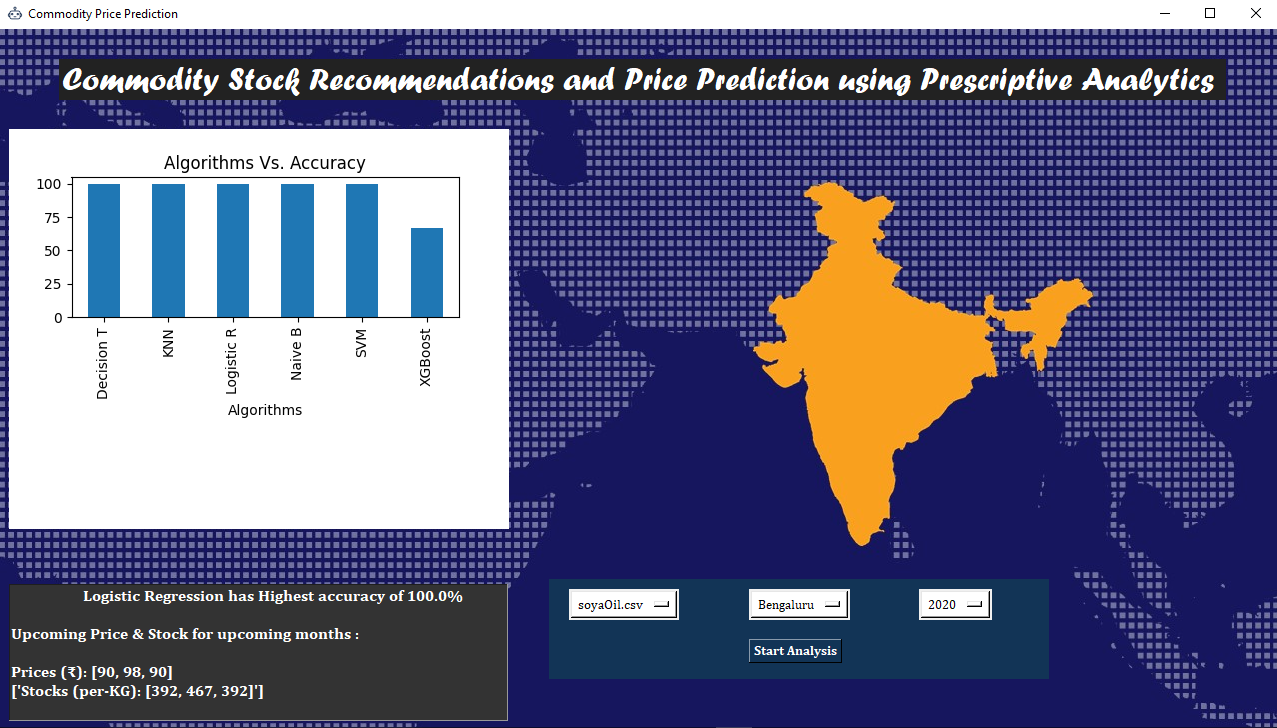 Commodity Price Prediction
Commodity Stock Recommendations and Price Prediction using Prescriptive Analytics
Algorithms Vs. Accuracy
100
75
50
25
0
Decision T
KNN
Logistic R
Naive B
SVM
XGBoost
Algorithms
Logistic Regression has Highest accuracy of 100.0%
Upcoming Price & Stock for upcoming months :
Prices (₹): [90, 98, 90]
['Stocks (per-KG): [392, 467, 392]']
soyaOil.csv
Bengaluru
2020
Start Analysis